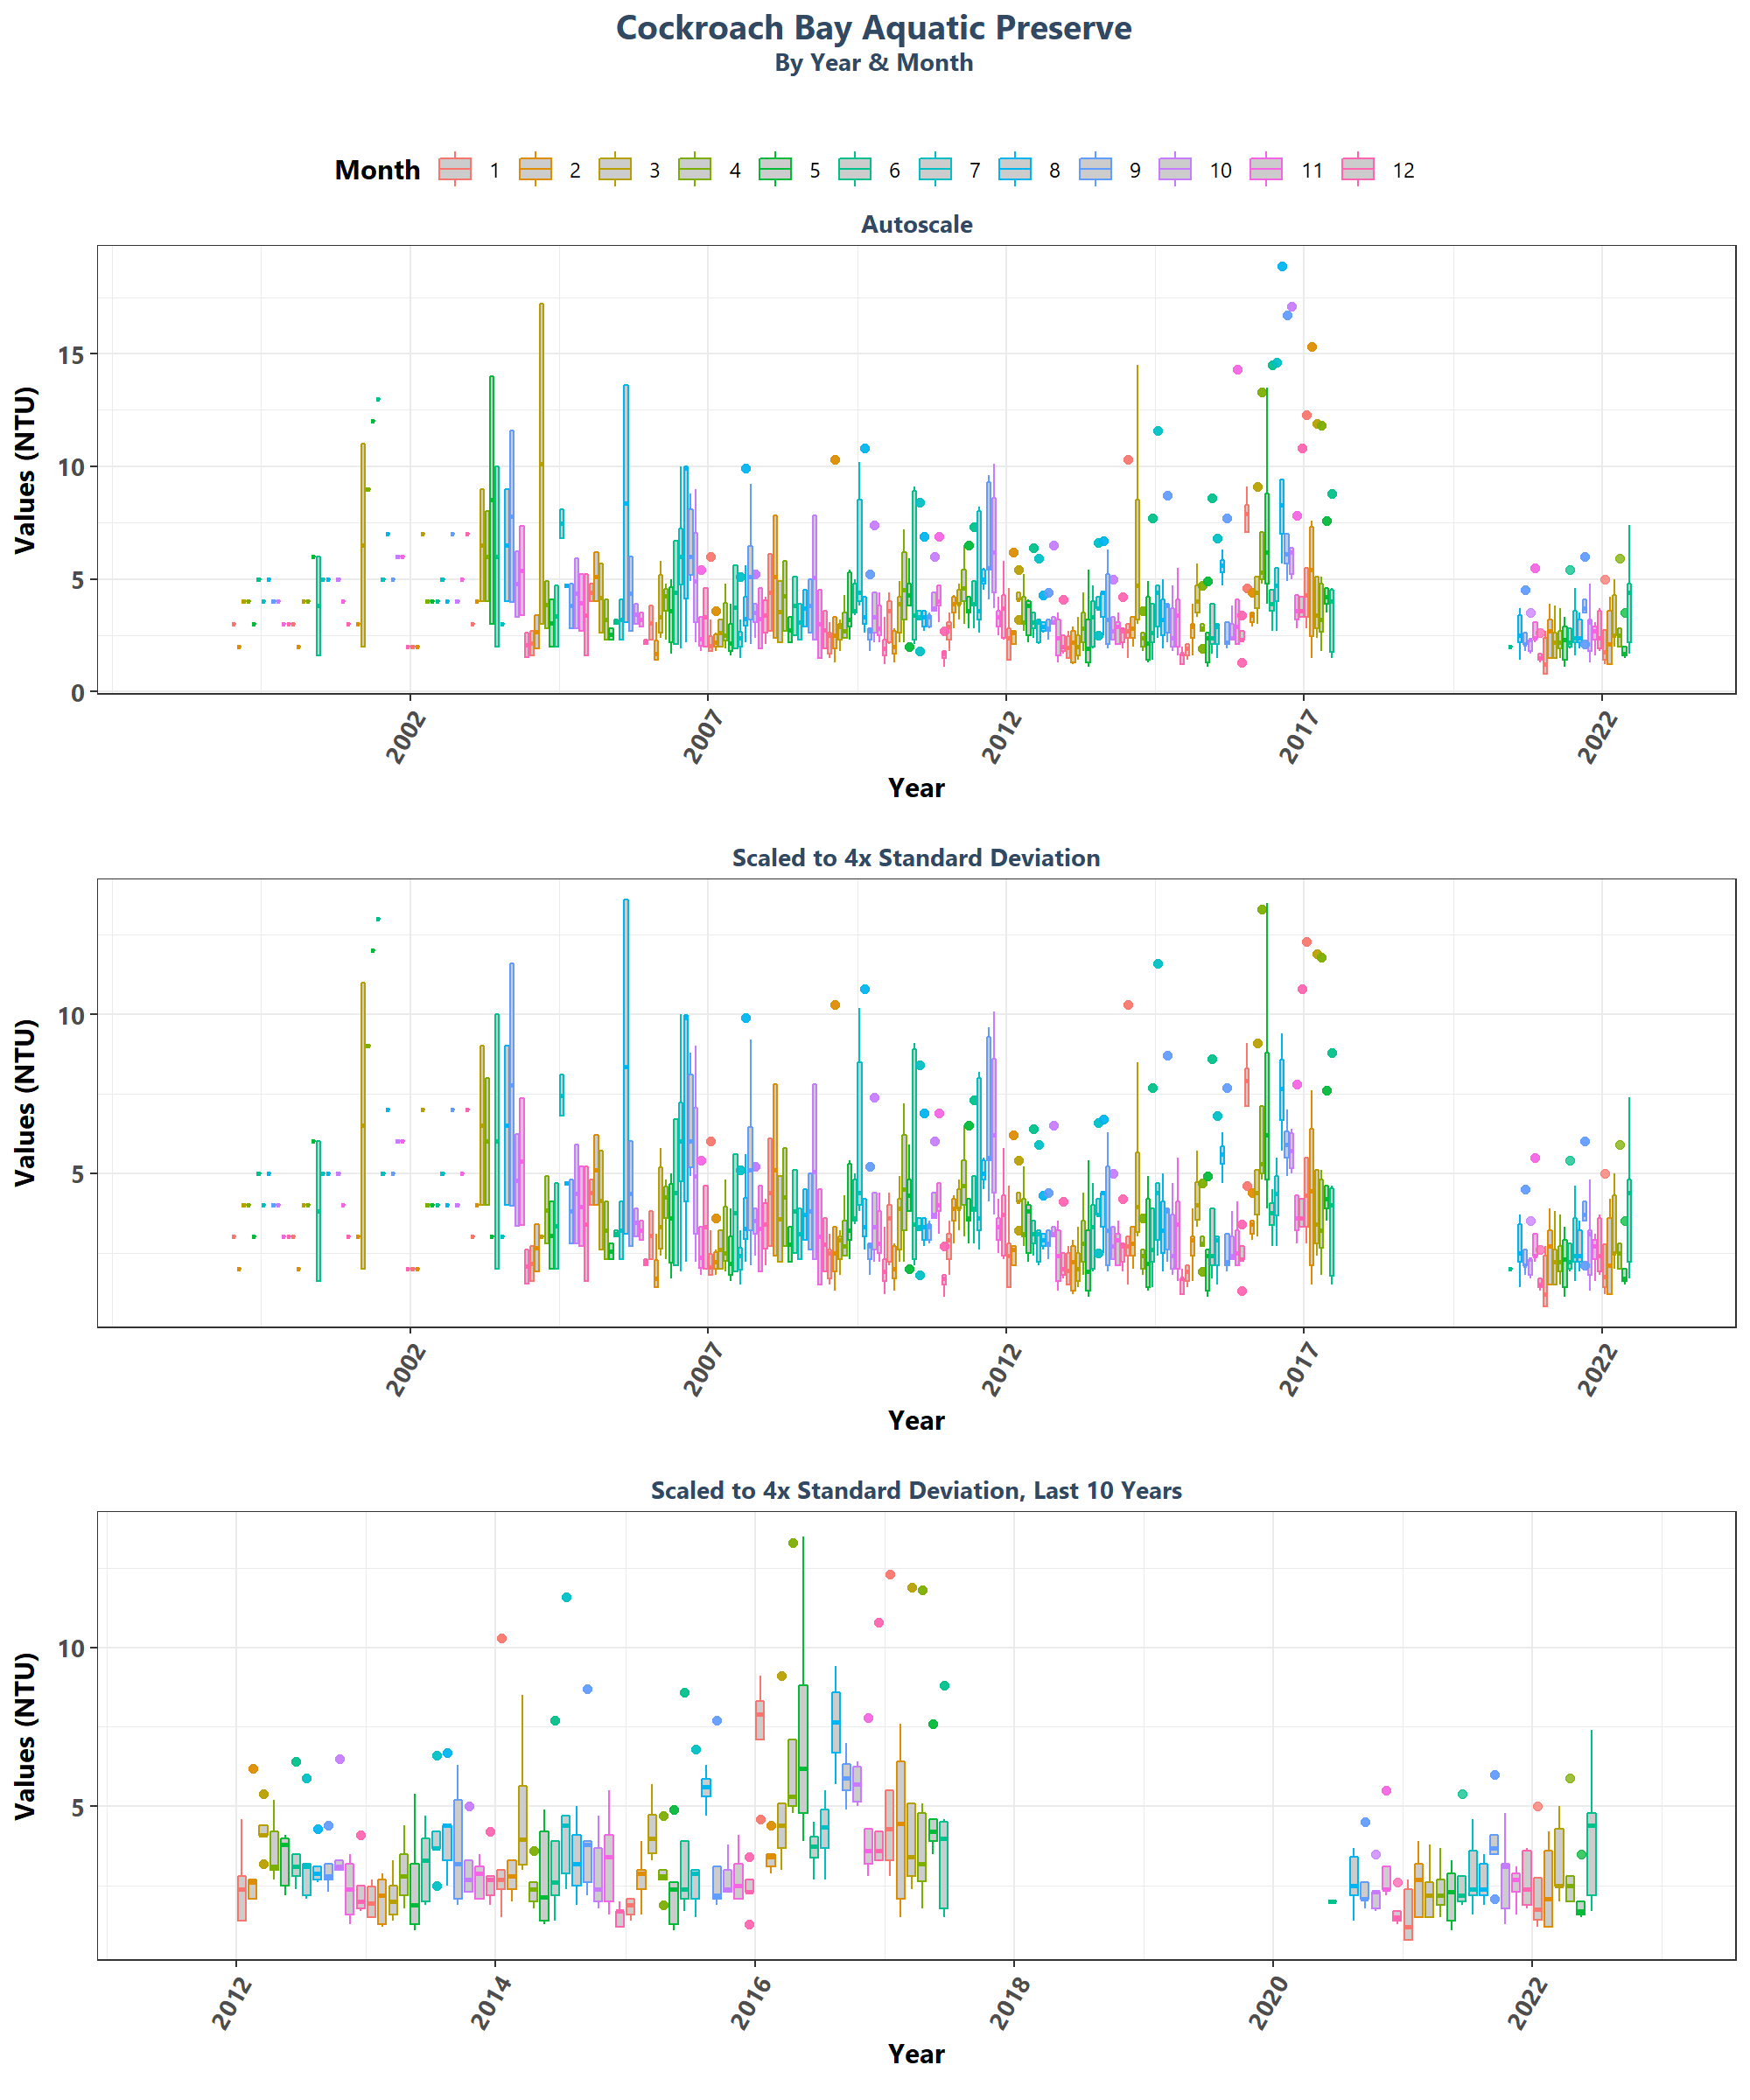 Cockroach Bay Aquatic Preserve
By Year & Month
Month 1 2 3 4 5 6 7 8 9 10 11 12
Autoscale
Values (NTU)
15
10
5
0
2002 2007 2012 2017 2022
Year
Scaled to 4x Standard Deviation
Values (NTU)
10
5
2002 2007 2012 2017 2022
Year
Scaled to 4x Standard Deviation, Last 10 Years
Values (NTU)
10
5
2012 2014 2016 2018 2020 2022
Year